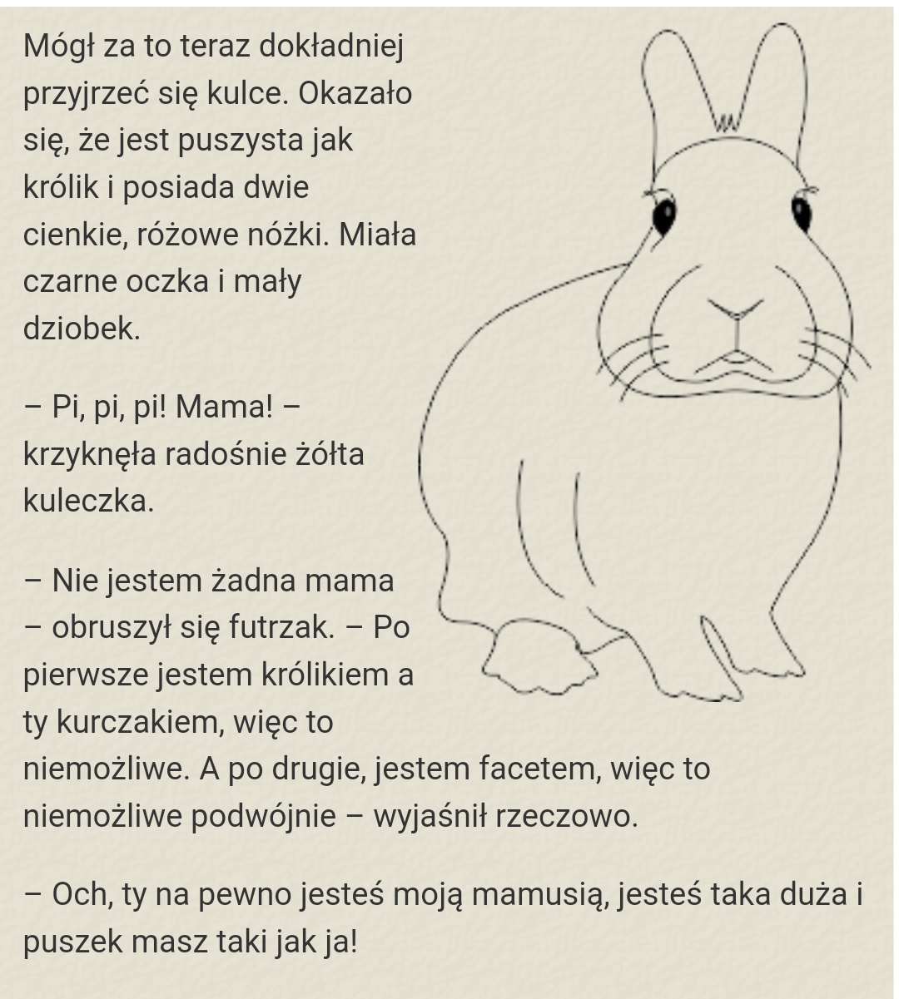 Mógł za to teraz dokładniej
przyjrzeć się kulce. Okazało
się, że jest puszysta jak
królik i posiada dwie
cienkie, różowe nóżki. Miała
czarne oczka i mały
dziobek.
– Pi, pi, pi! Mama! –
krzyknęła radośnie żółta
kuleczka.
– Nie jestem żadna mama
– obruszył się futrzak. – Po
pierwsze jestem królikiem a
ty kurczakiem, więc to
niemożliwe. A po drugie, jestem facetem, więc to
niemożliwe podwójnie – wyjaśnił rzeczowo.
– Och, ty na pewno jesteś moją mamusią, jesteś taka duża i
puszek masz taki jak ja!